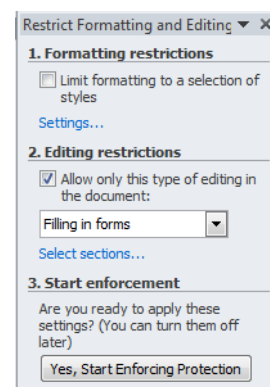 Restrict Formatting and Editing
1. Formatting restrictions
Limit formatting to a selection of
styles
Settings...
2. Editing restrictions
Allow only this type of editing in
the document:
Filling in forms
Select sections...
3. Start enforcement
Are you ready to apply these
settings? (You can turn them off
later)
Yes, Start Enforcing Protection